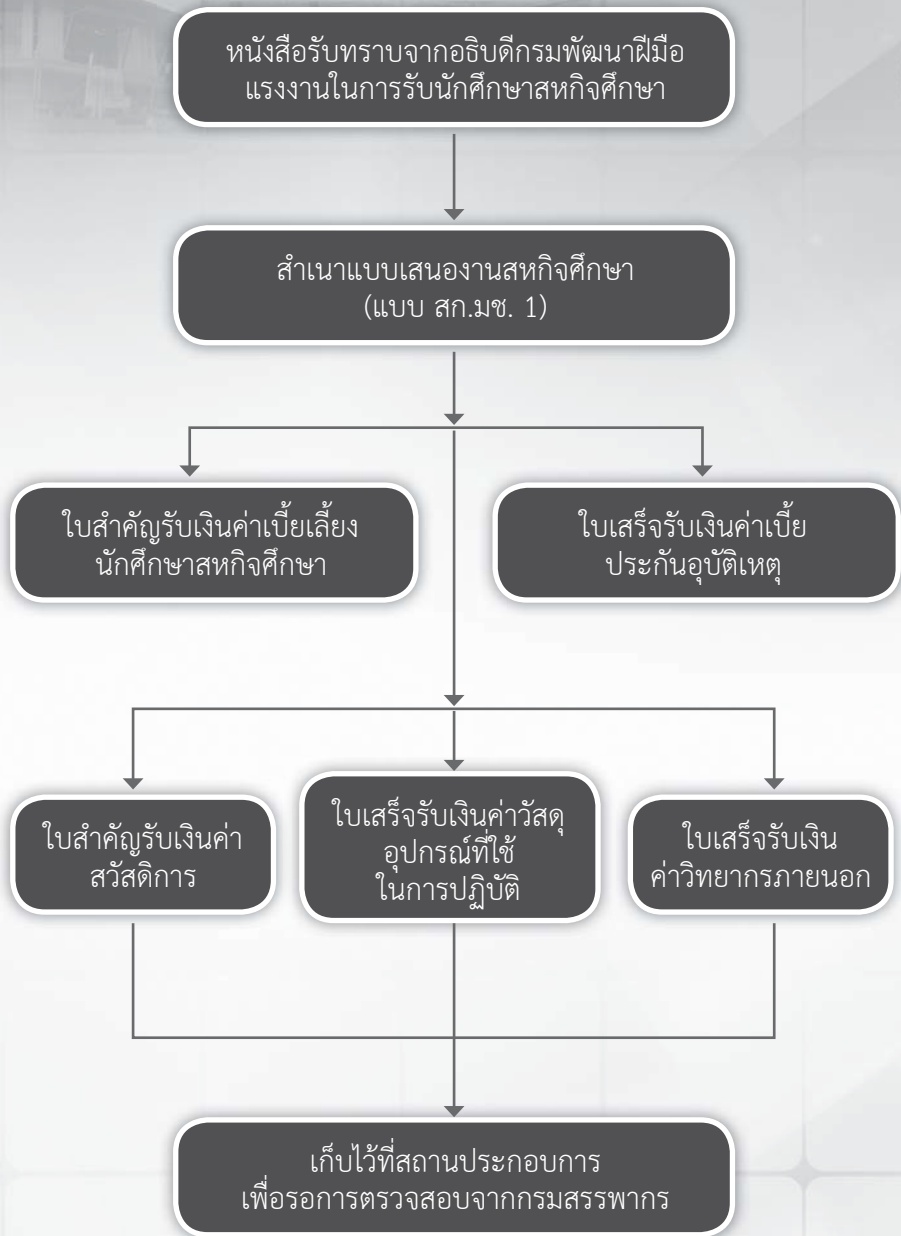 หนังสือรับทราบจากอธิบดีกรมพัฒนาฝีมือ
แรงงานในการรับนักศึกษาสหกิจศึกษา
สำเนาแบบเสนองานสหกิจศึกษา
(แบบ สก.มช. 1)
ใบสำคัญรับเงินค่าเบี้ยเลี้ยง
นักศึกษาสหกิจศึกษา
ใบเสร็จรับเงินค่าเบี้ย
ประกันอุบัติเหตุ
ใบสำคัญรับเงินค่า
สวัสดิการ
ใบเสร็จรับเงินค่าวัสดุ
อุปกรณ์ที่ใช้
ในการปฏิบัติ
ใบเสร็จรับเงิน
ค่าวิทยากรภายนอก
เก็บไว้ที่สถานประกอบการ
เพื่อรอการตรวจสอบจากกรมสรรพากร